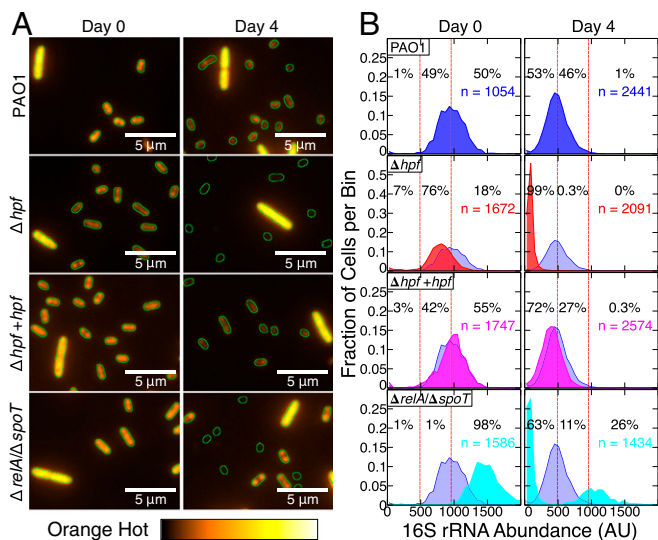 A
Day 0
Day 4
PAO1
5 µm
5 µm
Δhpf
5 µm
5 µm
Δhpf +hpf
5 µm
5 µm
ΔrelA/ΔspoT
5 µm
5 µm
Orange Hot
B
Day 0
Day 4
Fraction of Cells per Bin
PAO1
0.25
0.2
0.15
0.1
0.05
0
1% 49% 50%
n = 1054
53% 46% 1%
n = 2441
Δhpf
0.5
0.4
0.3
0.2
0.1
0
7% 76% 18%
n = 1672
99% 0.3% 0%
n = 2091
Δhpf +hpf
0.25
0.2
0.15
0.1
0.05
0
3% 42% 55%
n = 1747
72% 27% 0.3%
n = 2574
ΔrelA/ΔspoT
0.25
0.2
0.15
0.1
0.05
0
1% 1% 98%
n = 1586
63% 11% 26%
n = 1434
0 500 1000 1500
0 500 1000 1500
16S rRNA Abundance (AU)